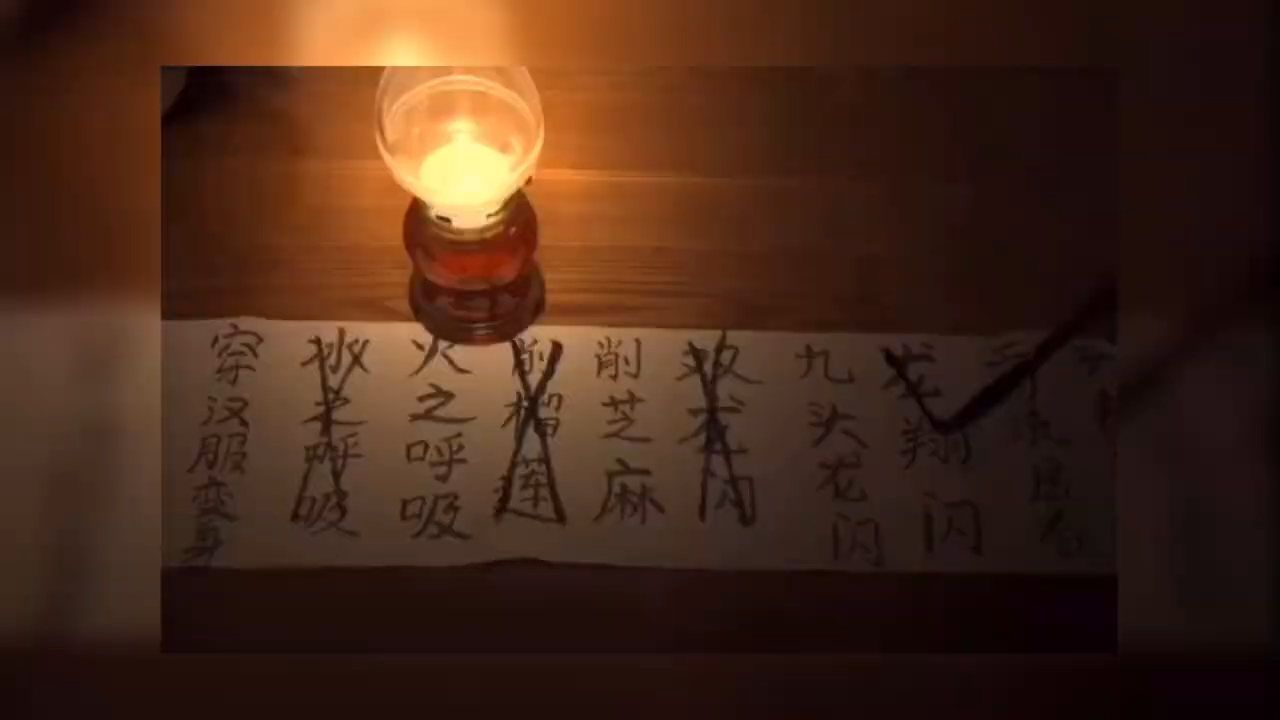 穿汉服变身
水之呼吸
火之呼吸
削榴莲
削芝麻
双龙闪
九头龙闪
龙翔闪